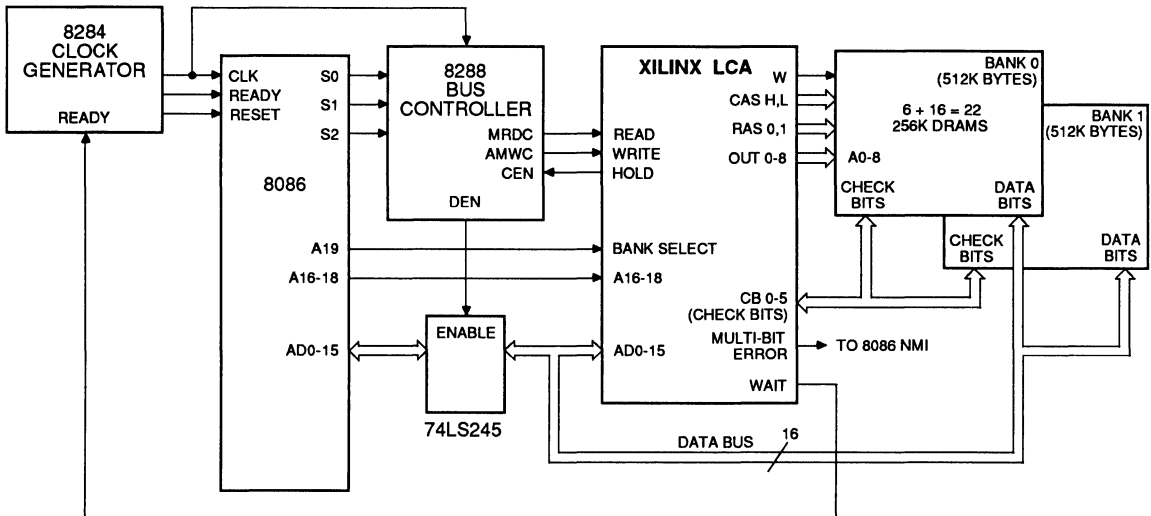 8284
CLOCK
GENERATOR
READY
CLK
READY
RESET
S0
S1
S2
8086
A19
A16-18
AD0-15
8288
BUS
CONTROLLER
MRDC
AMWC
CEN
DEN
ENABLE
74LS245
XILINX LCA
READ
WRITE
HOLD
BANK SELECT
A16-18
AD0-15
W
CAS H,L
RAS 0,1
OUT 0-8
CB 0-5
(CHECK BITS)
MULTI-BIT
ERROR
WAIT
TO 8086 NMI
BANK 0
(512K BYTES)
6 + 16 = 22
256K DRAMS
A0-8
CHECK
BITS
DATA
BITS
BANK 1
(512K BYTES)
CHECK
BITS
DATA
BITS
DATA BUS
16